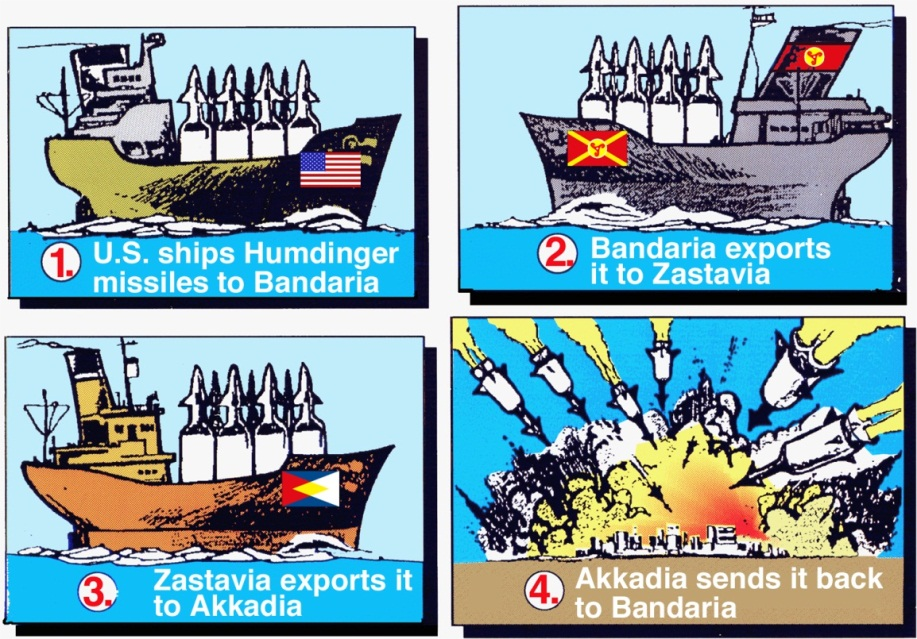 1. U.S. ships Humdinger
missiles to Bandaria
2. Bandaria exports
it to Zastavia
3. Zastavia exports it
to Akkadia
4. Akkadia sends it back
to Bandaria